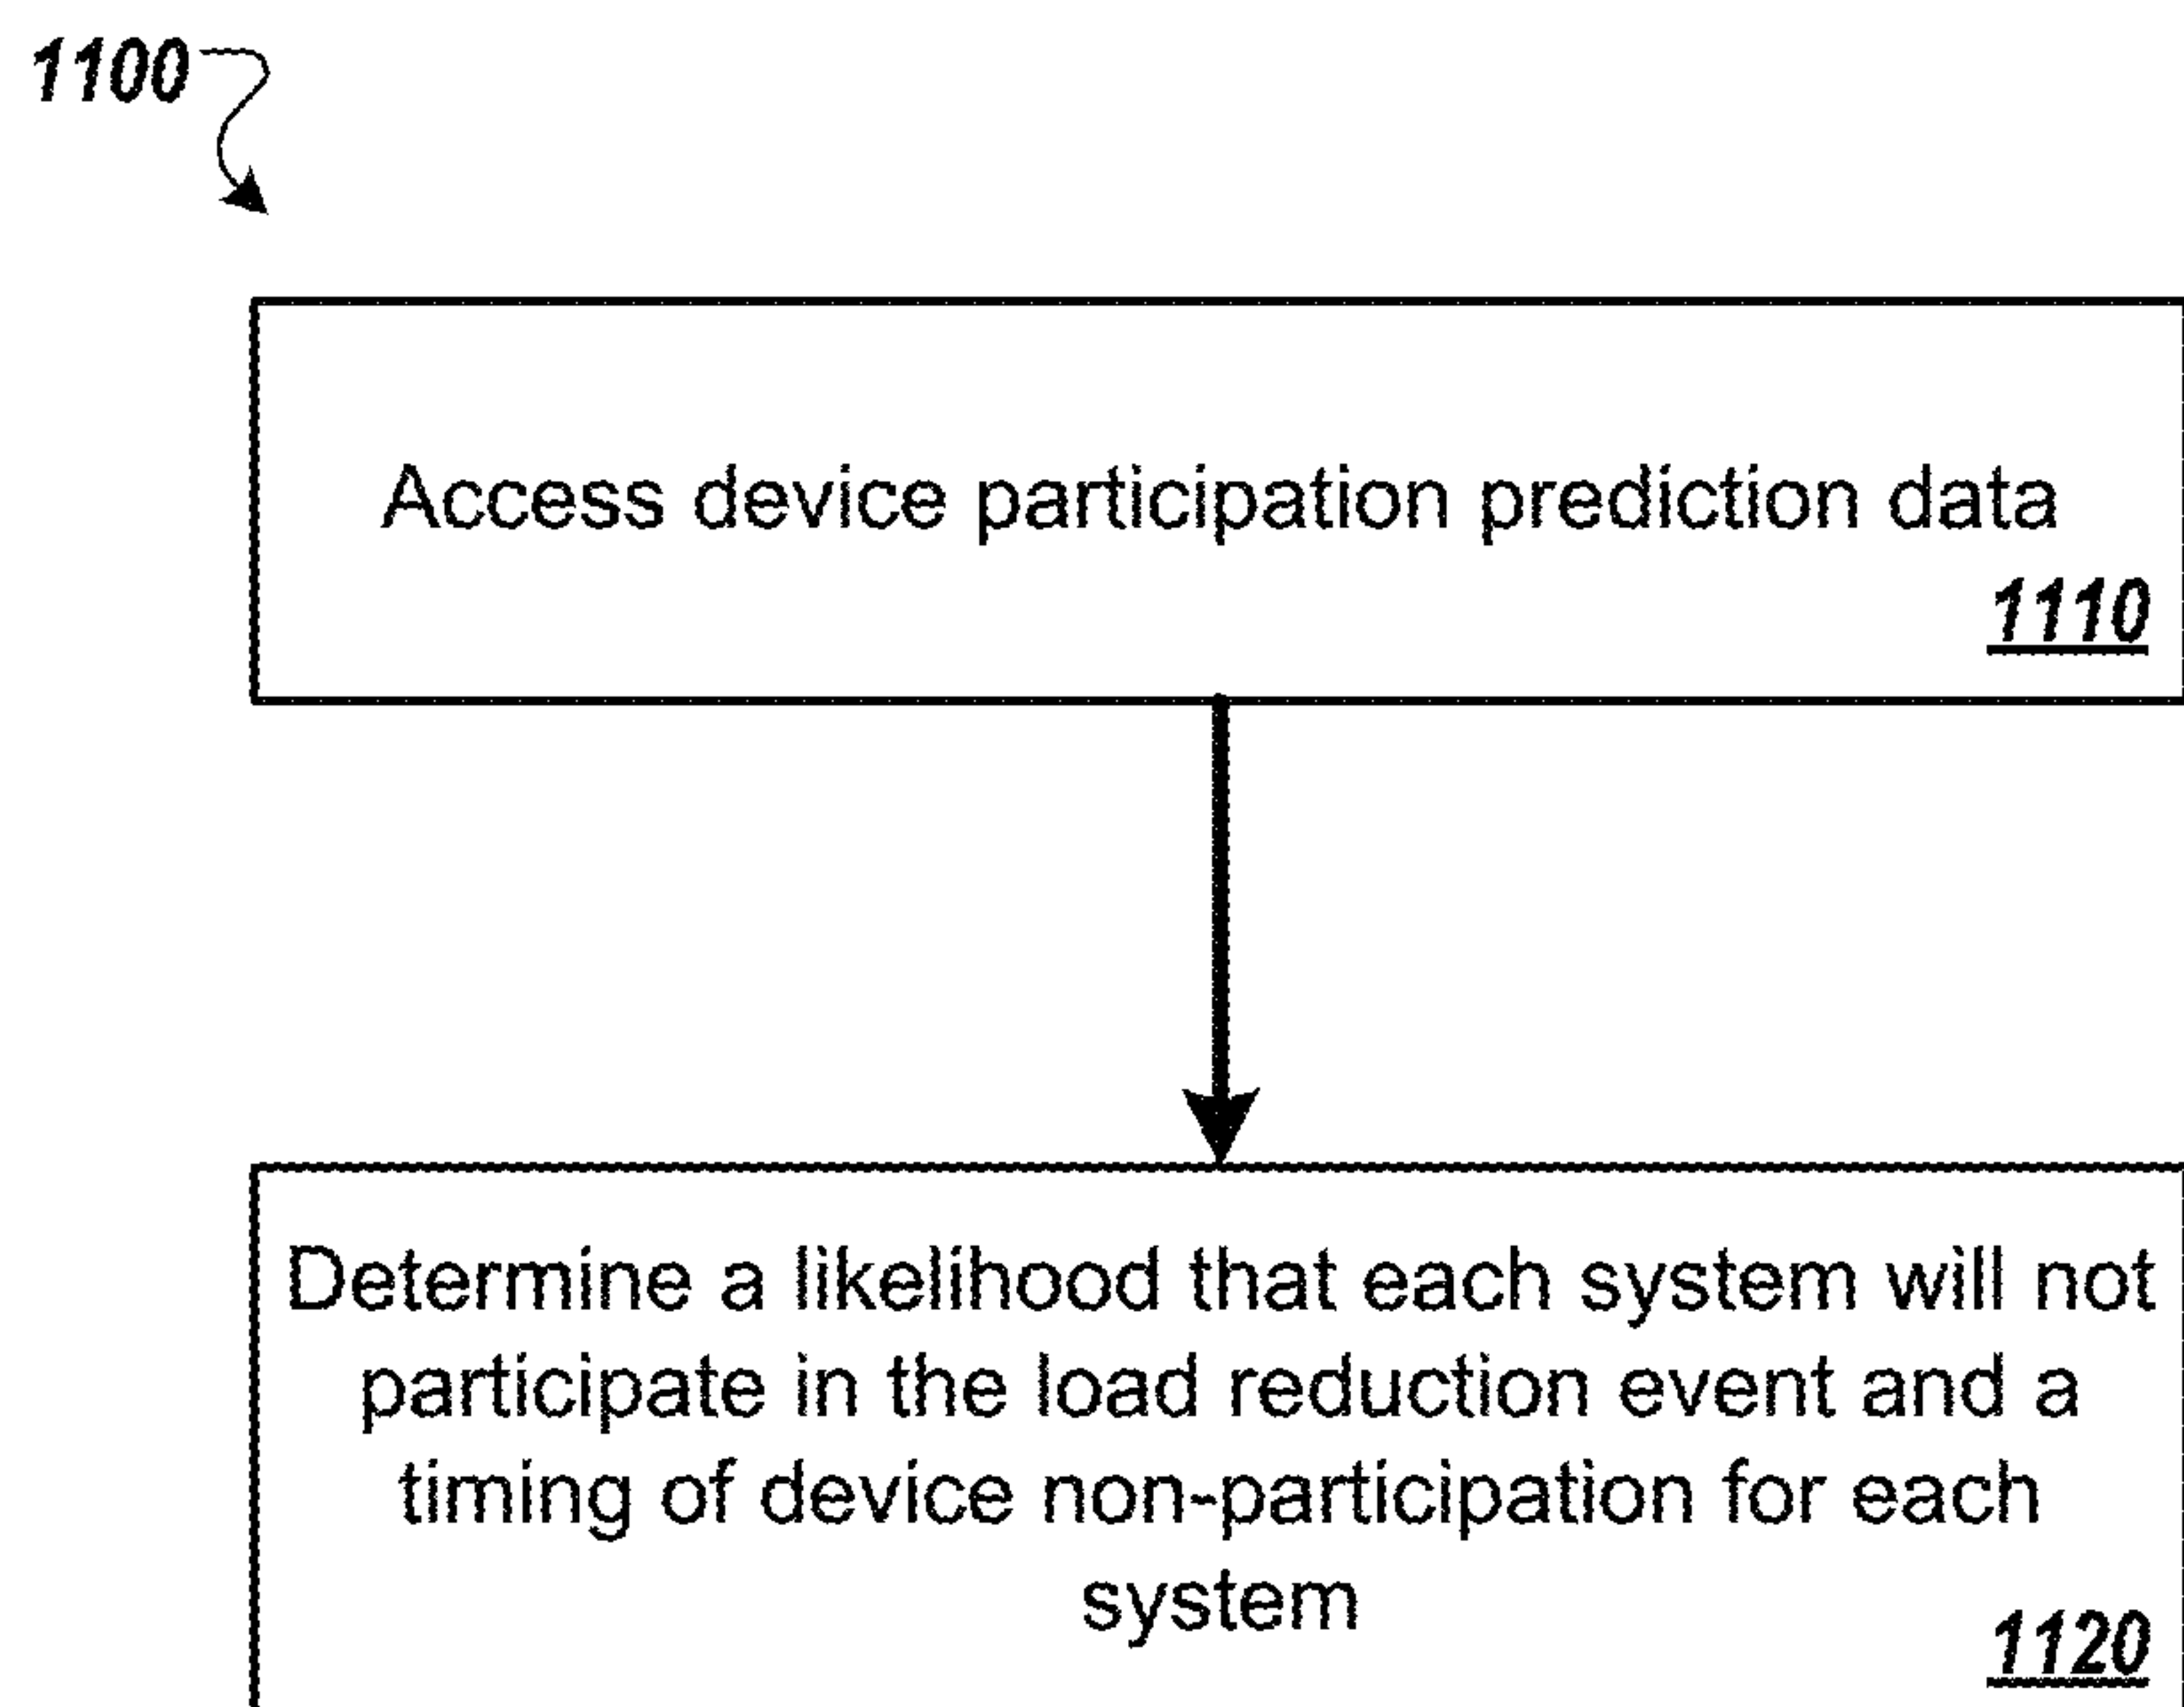 1100
Access device participation prediction data
1110
Determine a likelihood that each system will not
participate in the load reduction event and a
timing of device non-participation for each
system
1120